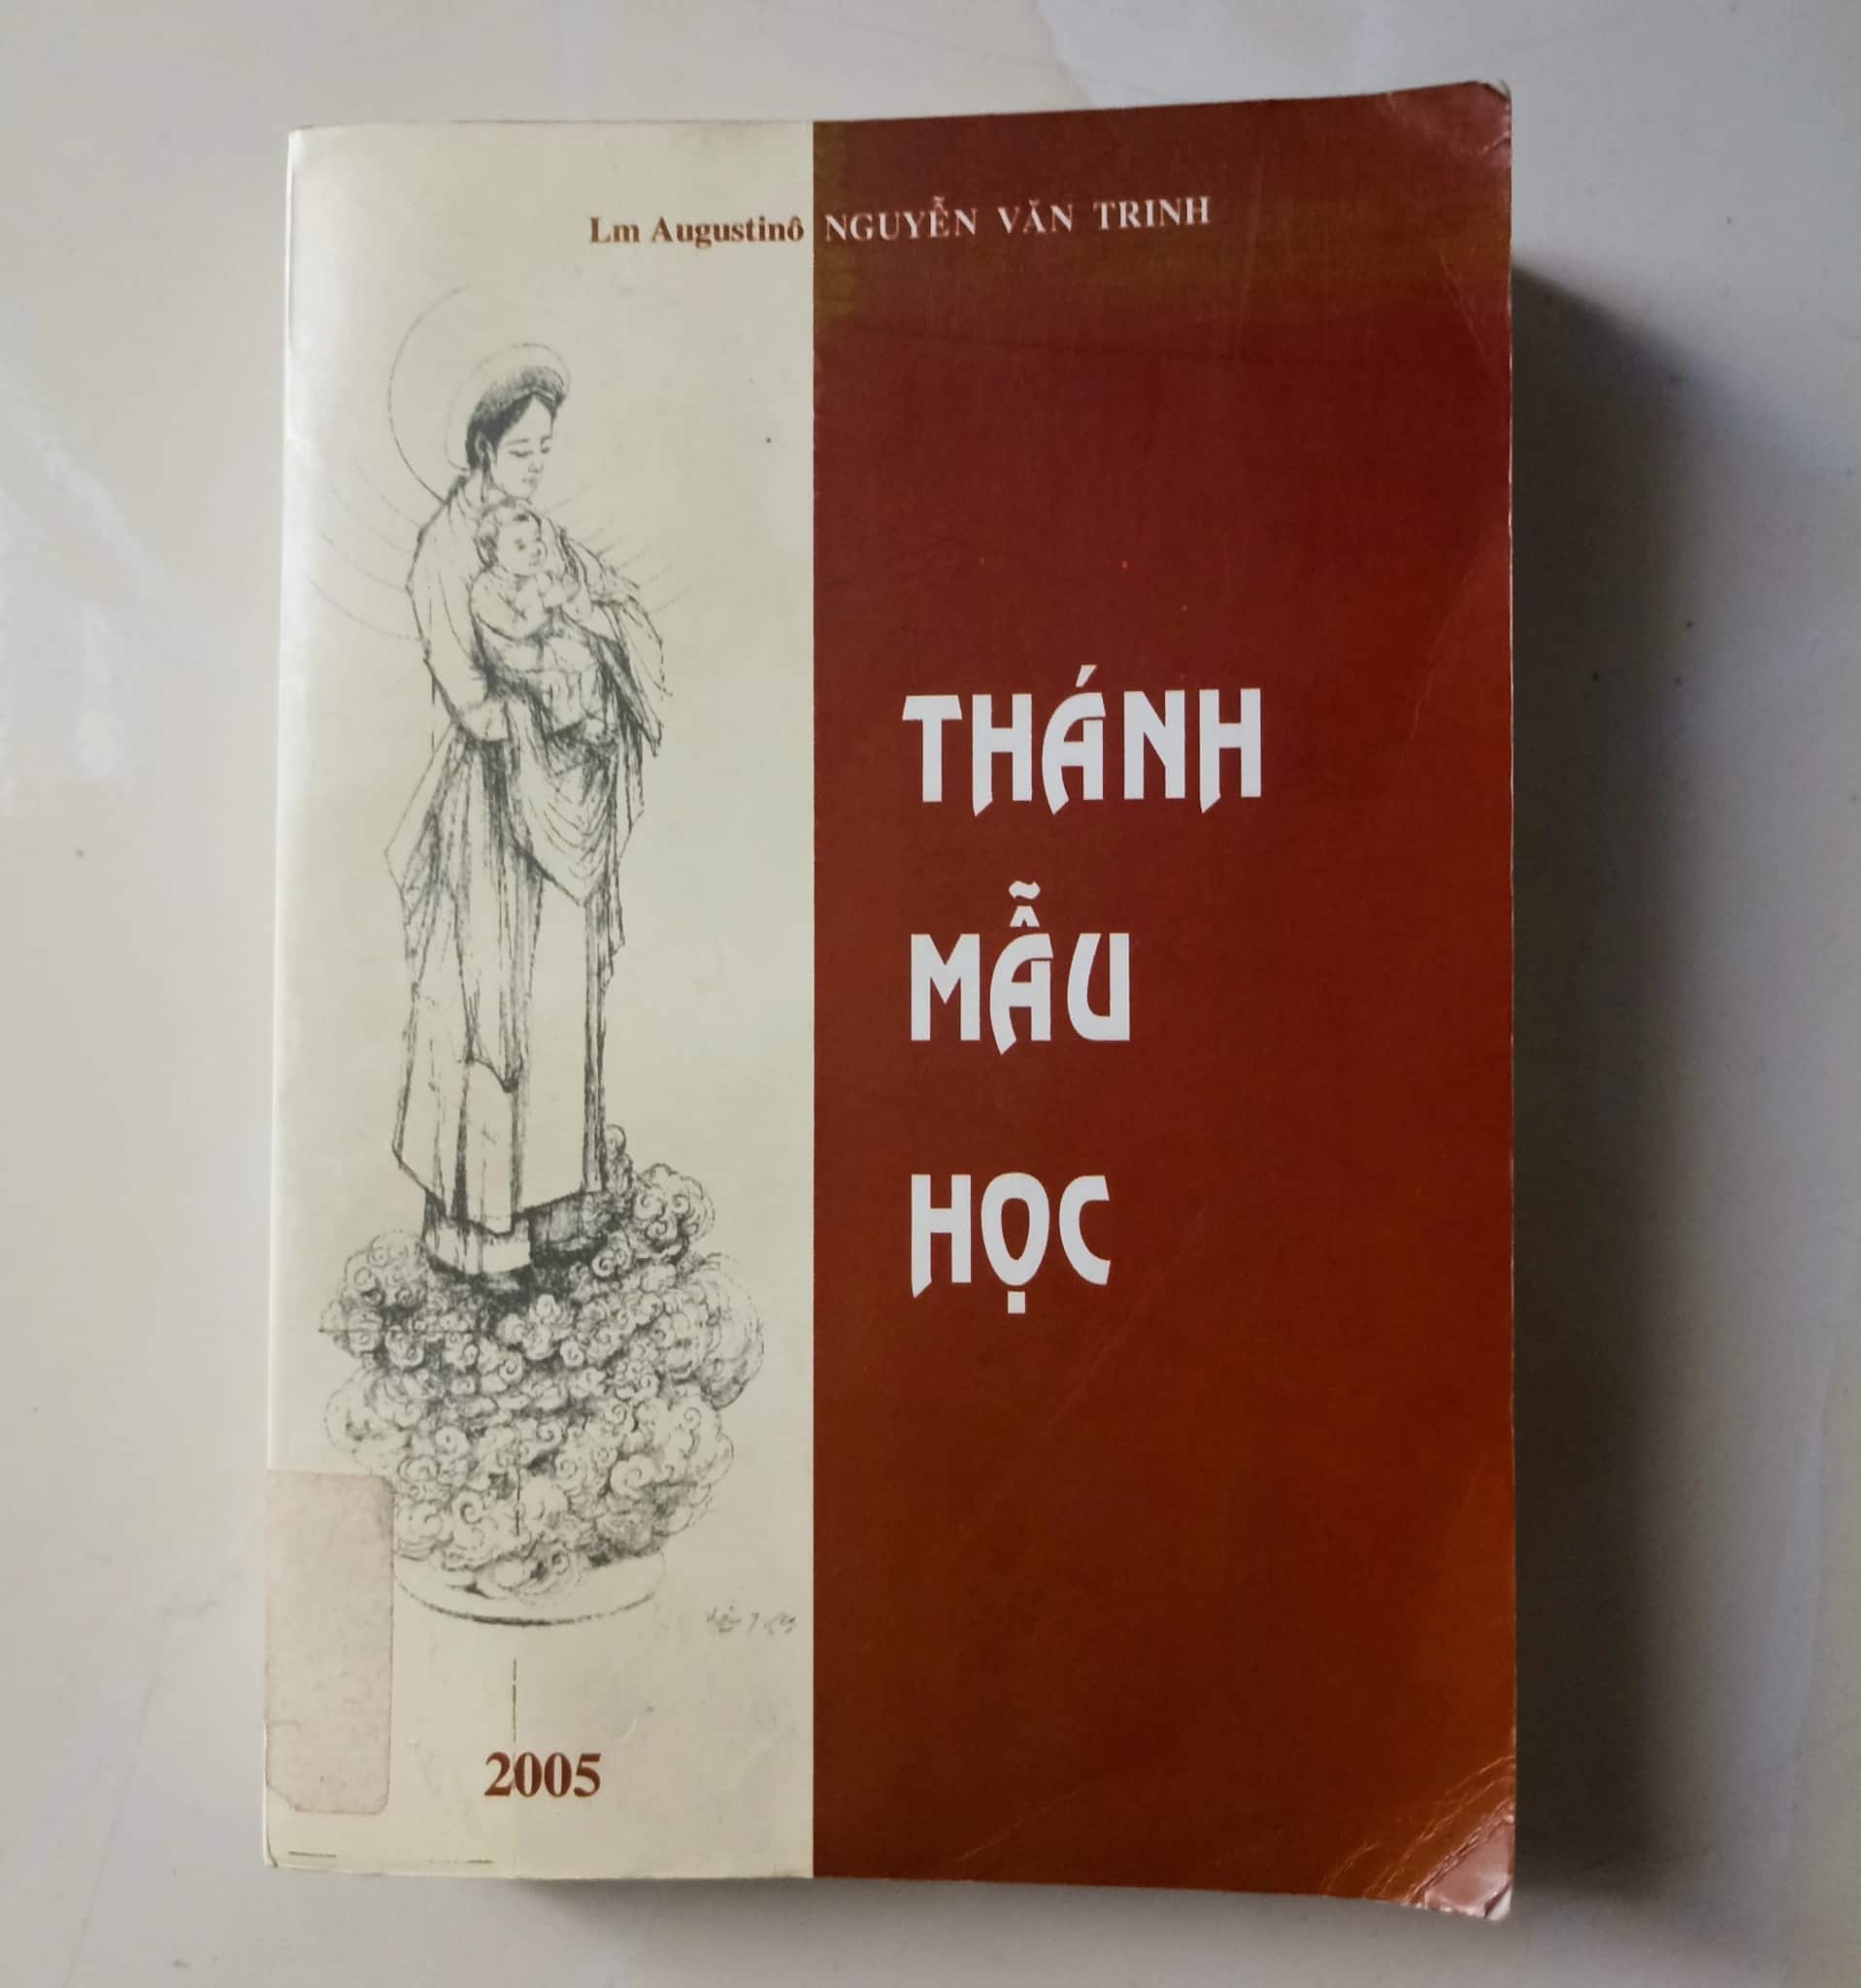 Lm Augustinô NGUYỄN VĂN TRINH
THÁNH
MẪU
HỌC
2005